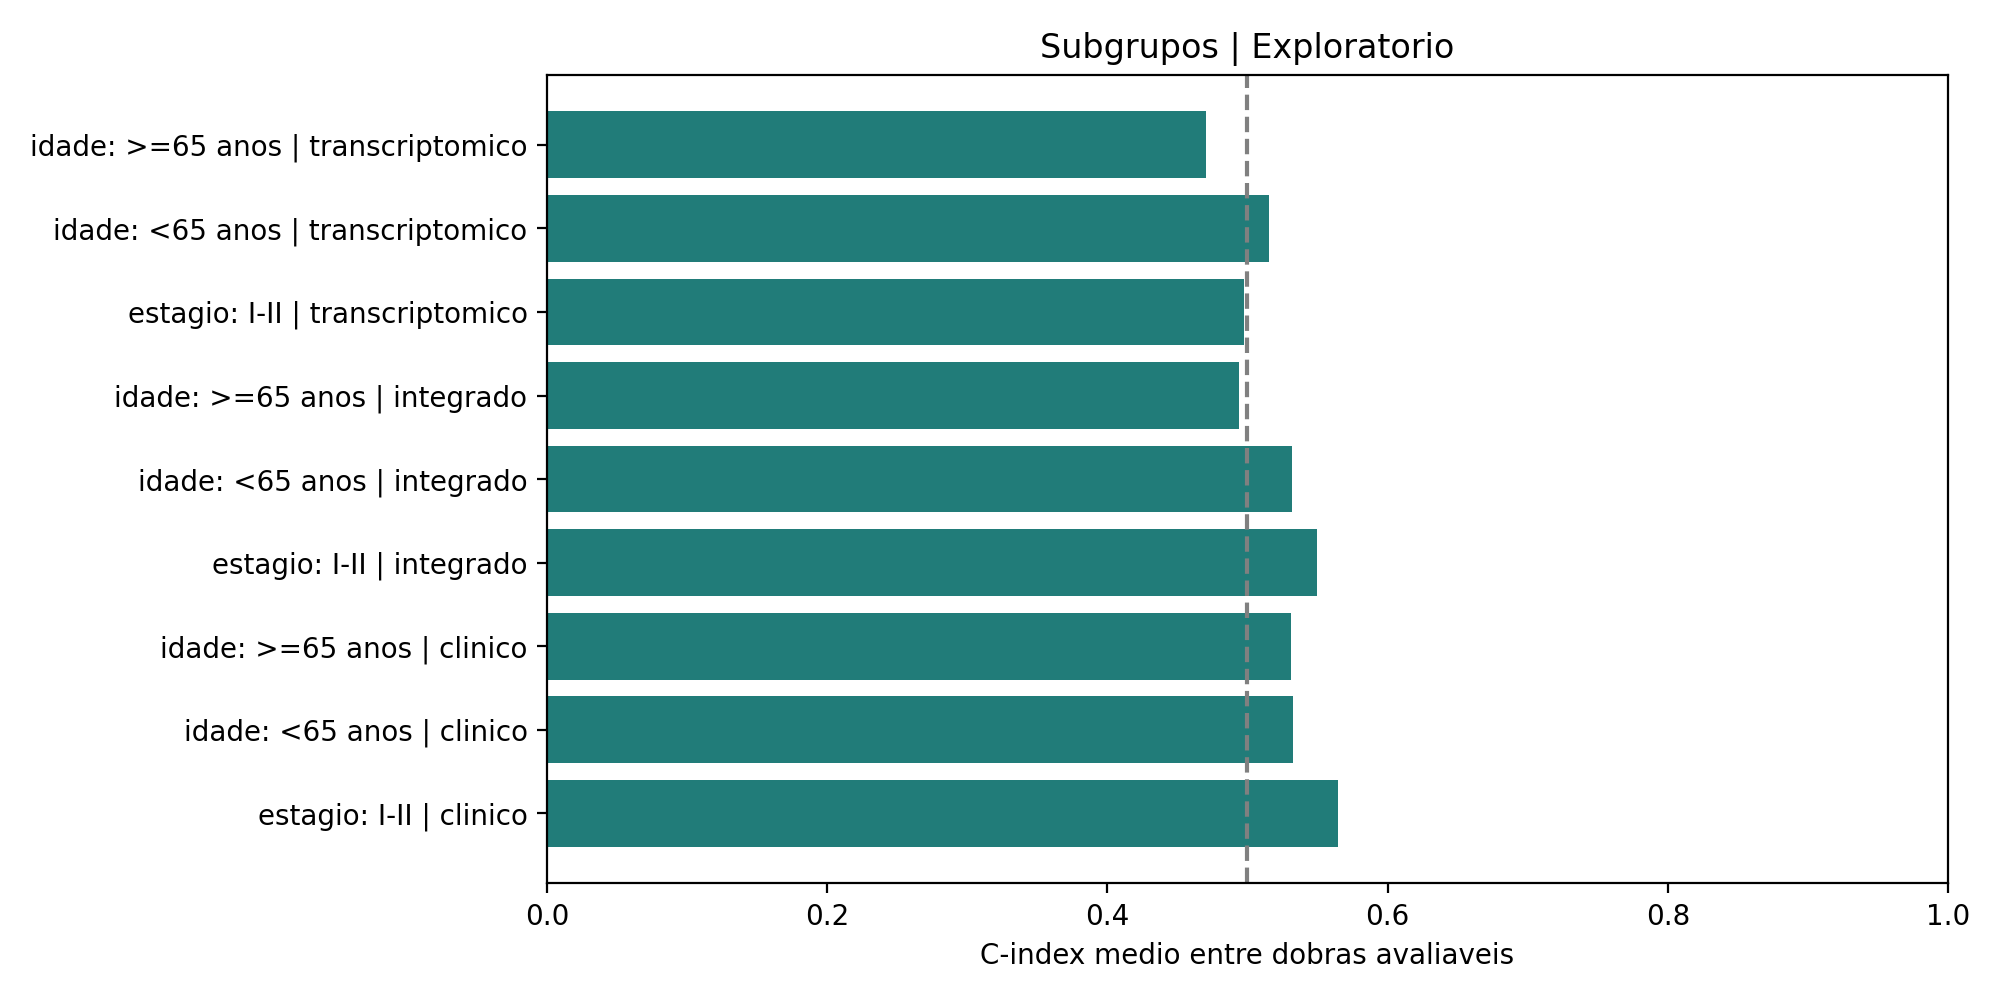 Subgrupos | Exploratorio
idade: >=65 anos | transcriptomico
idade: <65 anos | transcriptomico
estagio: I-II | transcriptomico
idade: >=65 anos | integrado
idade: <65 anos | integrado
estagio: I-II | integrado
idade: >=65 anos | clinico
idade: <65 anos | clinico
estagio: I-II | clinico
0.0 0.2 0.4 0.6 0.8 1.0
C-index medio entre dobras avaliaveis